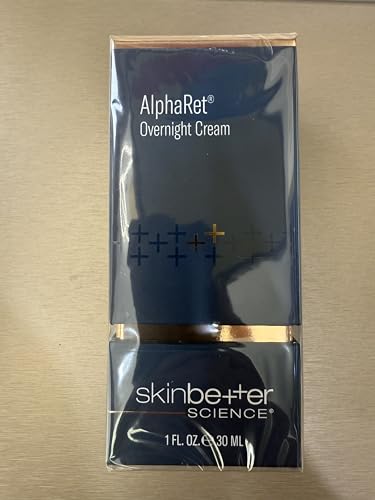 AlphaRet®
Overnight Cream
skinbetter
SCIENCE®
1 FL. OZ. ℮ 30 ML